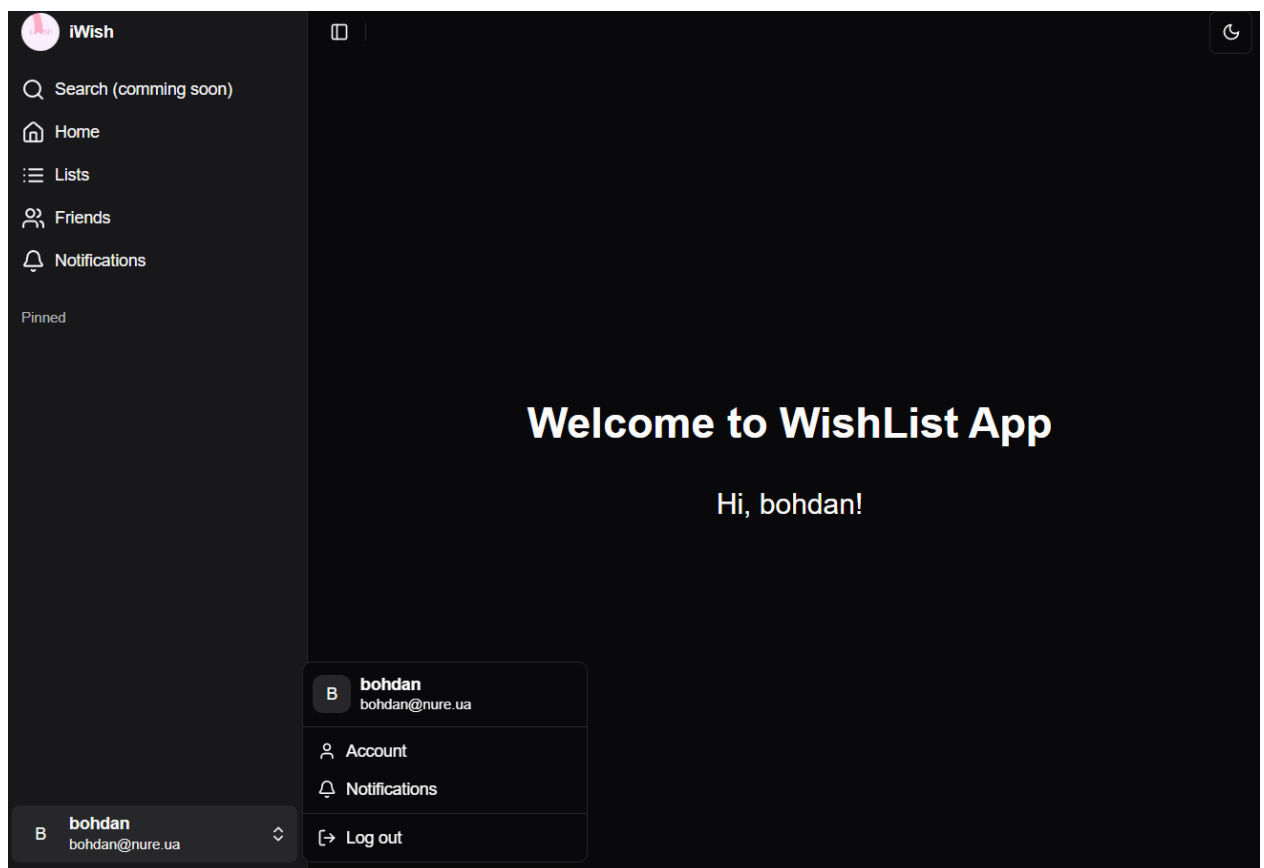 iWish
Search (comming soon)
Home
Lists
Friends
Notifications
Pinned
Welcome to WishList App
Hi, bohdan!
B
bohdan
bohdan@nure.ua
Account
Notifications
Log out
B
bohdan
bohdan@nure.ua